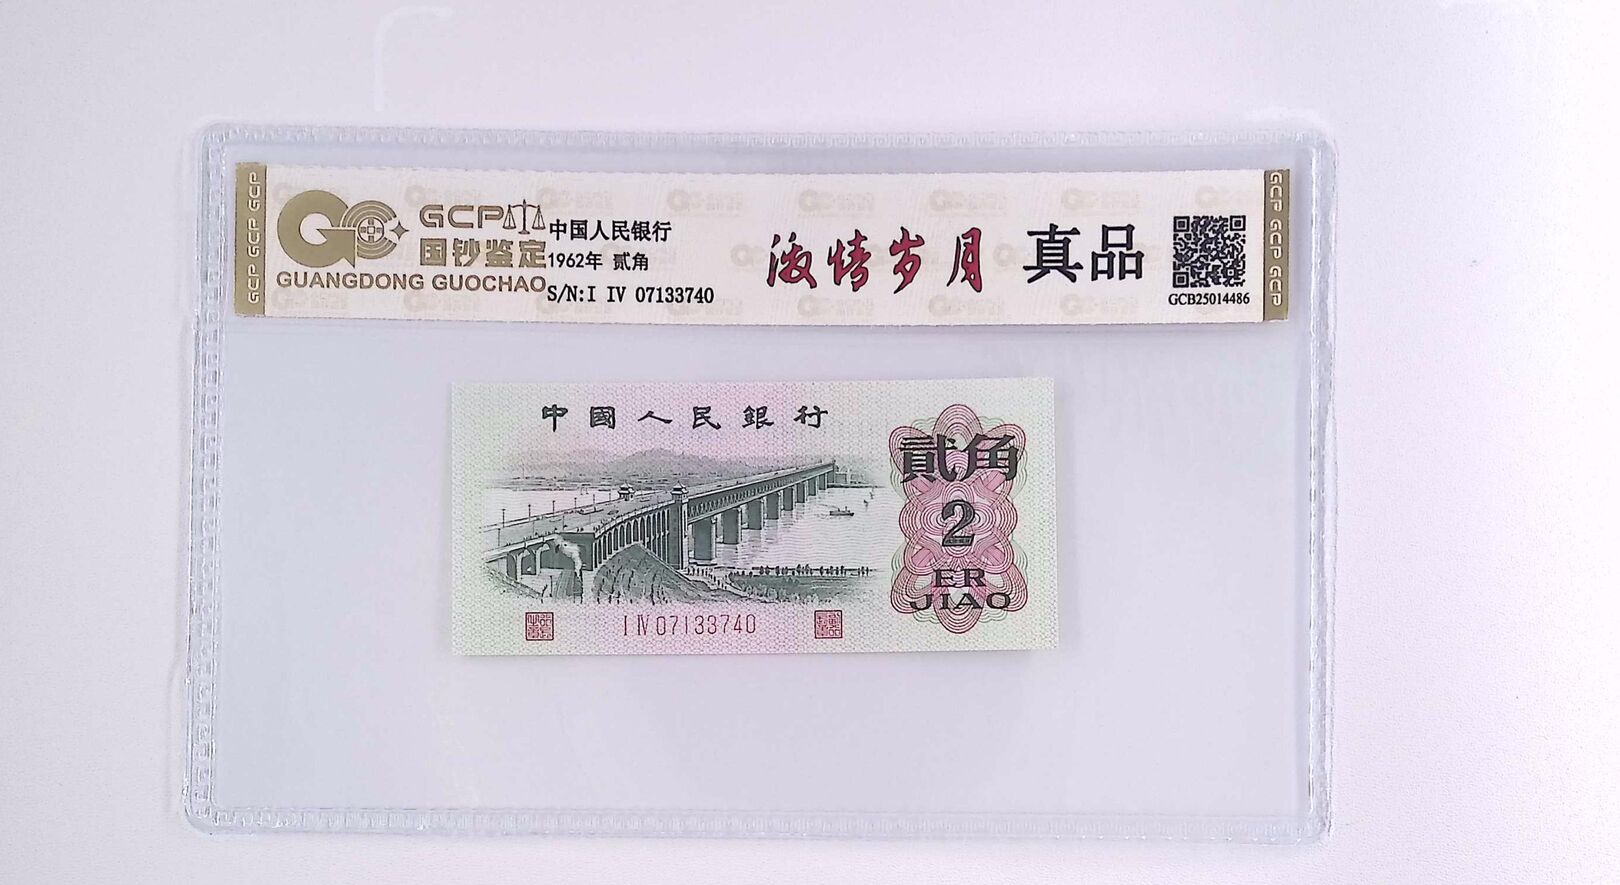 GCP GCP GCP
GCP
国钞鉴定
GUANGDONG GUOCHAO
中国人民银行
1962年 贰角
S/N:I IV 07133740
激情岁月
真品
GCB25014486
GCP GCP GCP
中國人民銀行
貳角
2
ER
JIAO
I IV 07133740